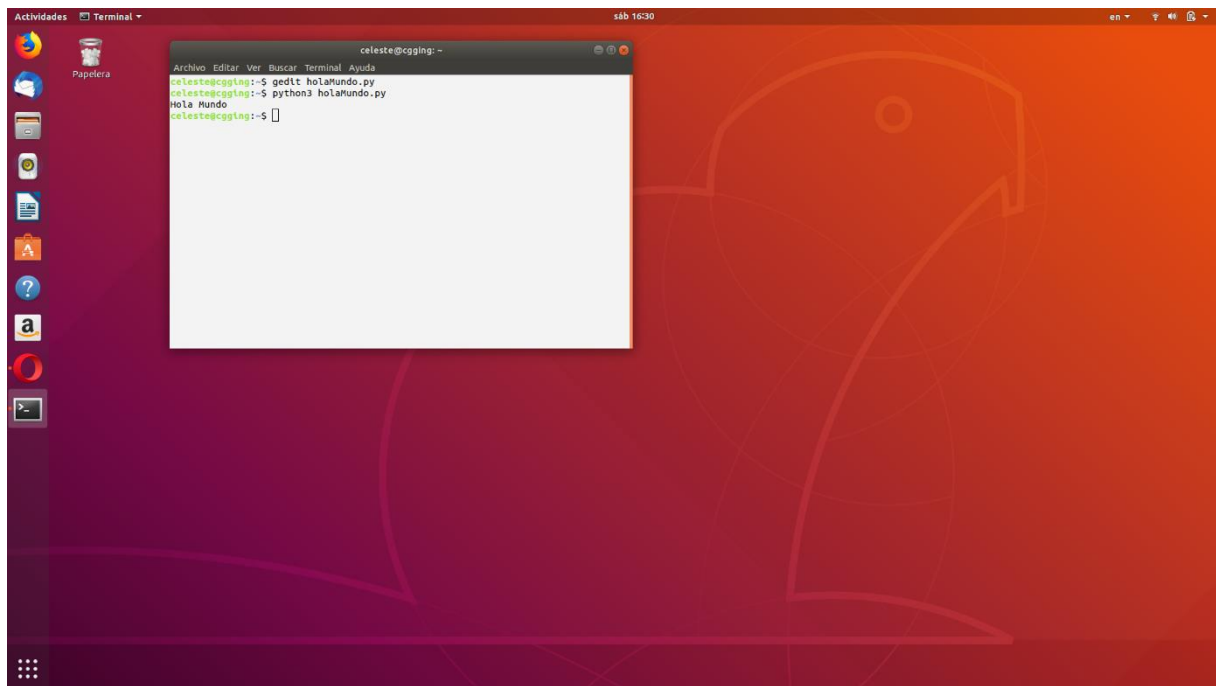 Actividades Terminal sáb 16:30 en
Papelera
celeste@cgging: ~
Archivo Editar Ver Buscar Terminal Ayuda
celeste@cgging:~$ gedit holaMundo.py
celeste@cgging:~$ python3 holaMundo.py
Hola Mundo
celeste@cgging:~$